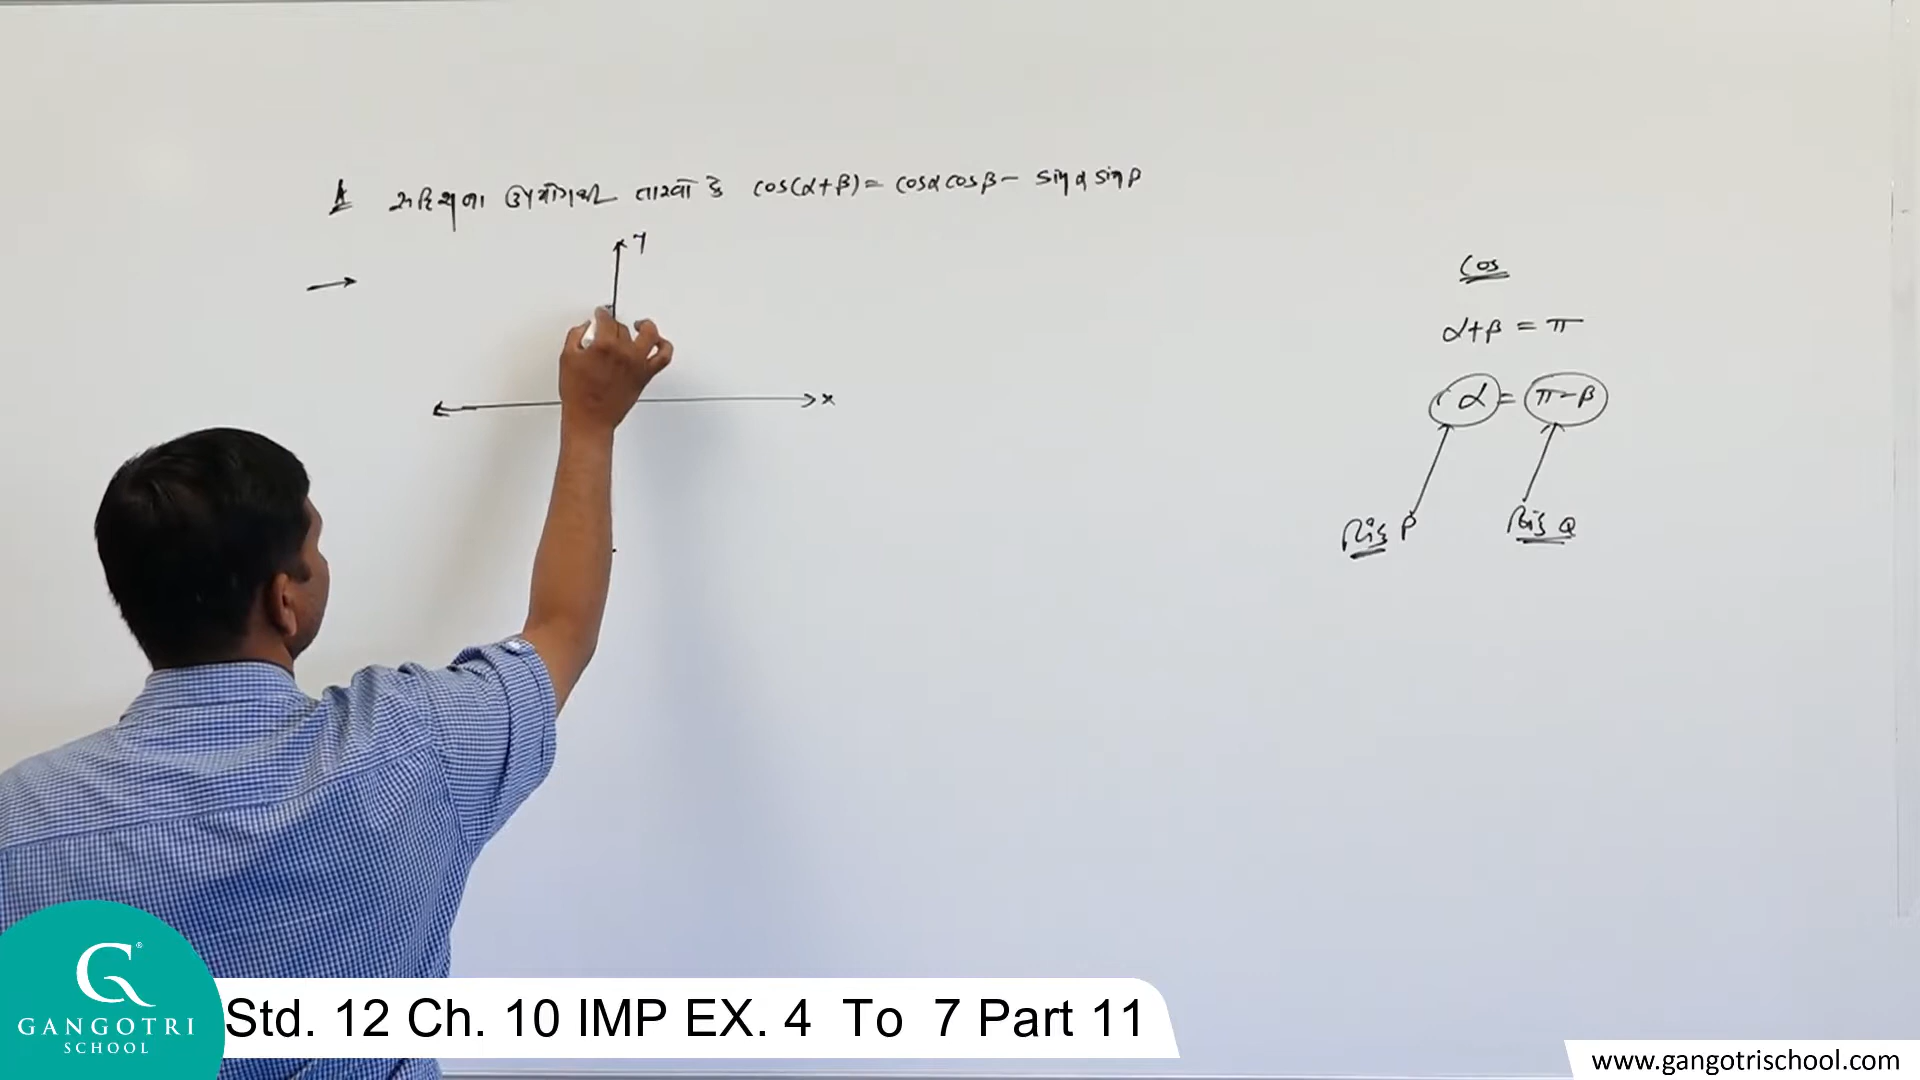 સદિશના ઉપયોગથી સાબિત કરો કે cos(α+β) = cosα cosβ − sinα sinβ
Y
X
Cos
α+β = π
α = π−β
બિંદુ P
બિંદુ Q
G®
GANGOTRI
SCHOOL
Std. 12 Ch. 10 IMP EX. 4 To 7 Part 11
www.gangotrischool.com